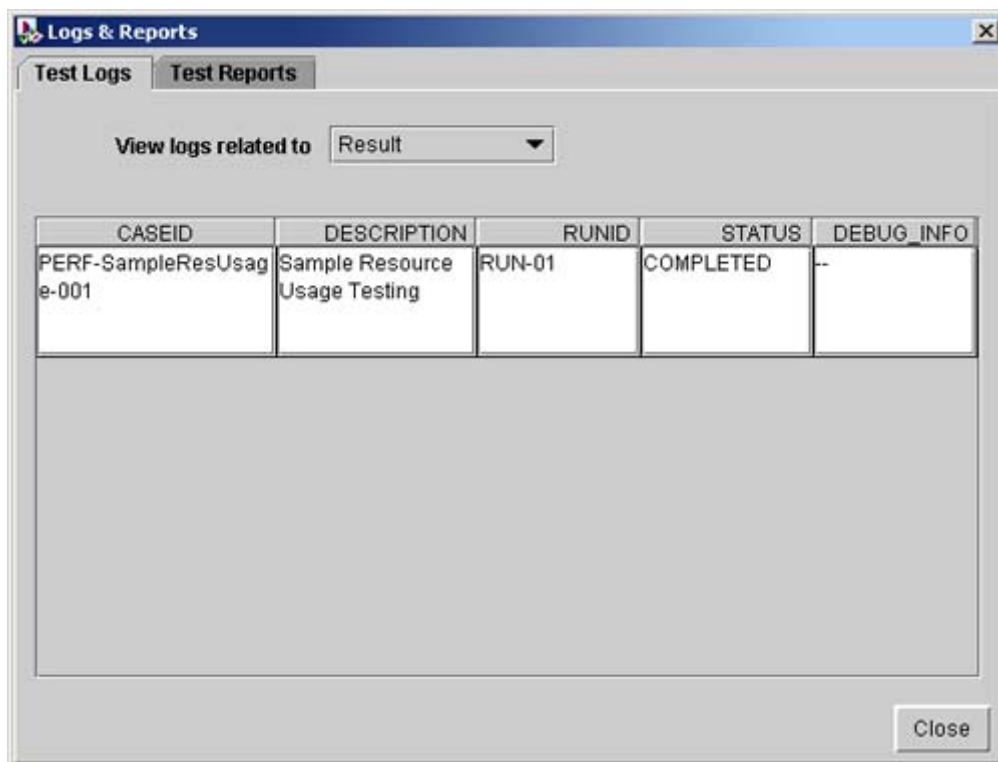 Logs & Reports
Test Logs Test Reports
View logs related to Result
CASEID DESCRIPTION RUNID STATUS DEBUG_INFO
PERF-SampleResUsag Sample Resource RUN-01 COMPLETED --
e-001 Usage Testing
Close